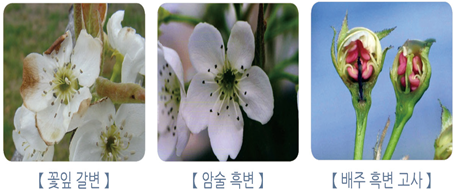 【 꽃잎 갈변 】
【 암술 흑변 】
【 배주 흑변 고사 】